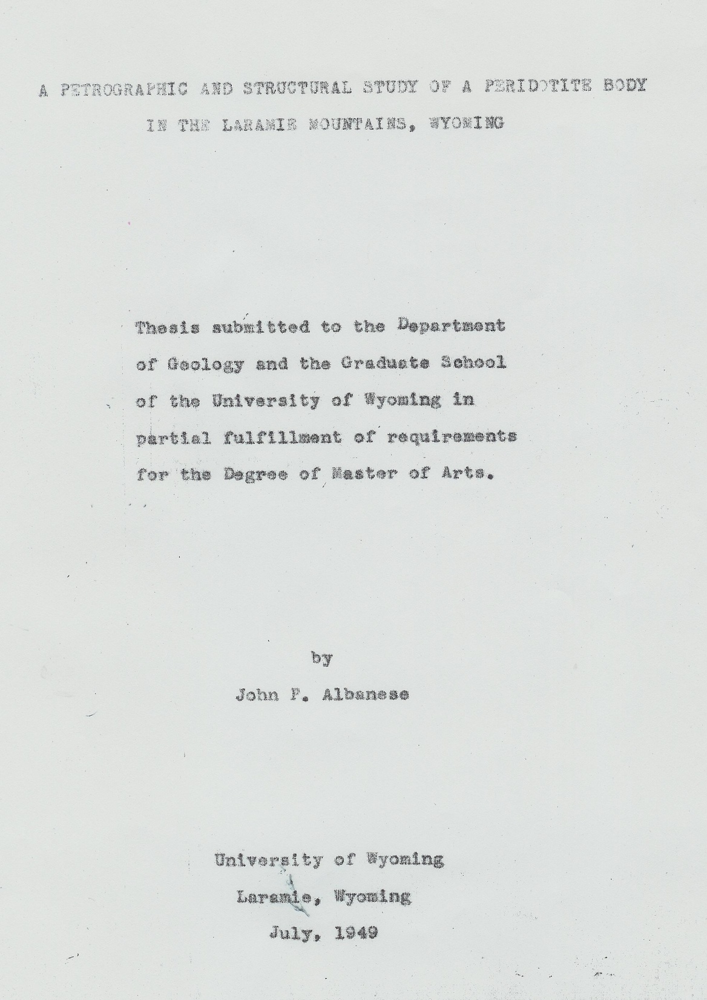 A PETROGRAPHIC AND STRUCTURAL STUDY OF A PERIDOTITE BODY
IN THE LARAMIE MOUNTAINS, WYOMING
Thesis submitted to the Department
of Geology and the Graduate School
of the University of Wyoming in
partial fulfillment of requirements
for the Degree of Master of Arts.
by
John P. Albanese
University of Wyoming
Laramie, Wyoming
July, 1949